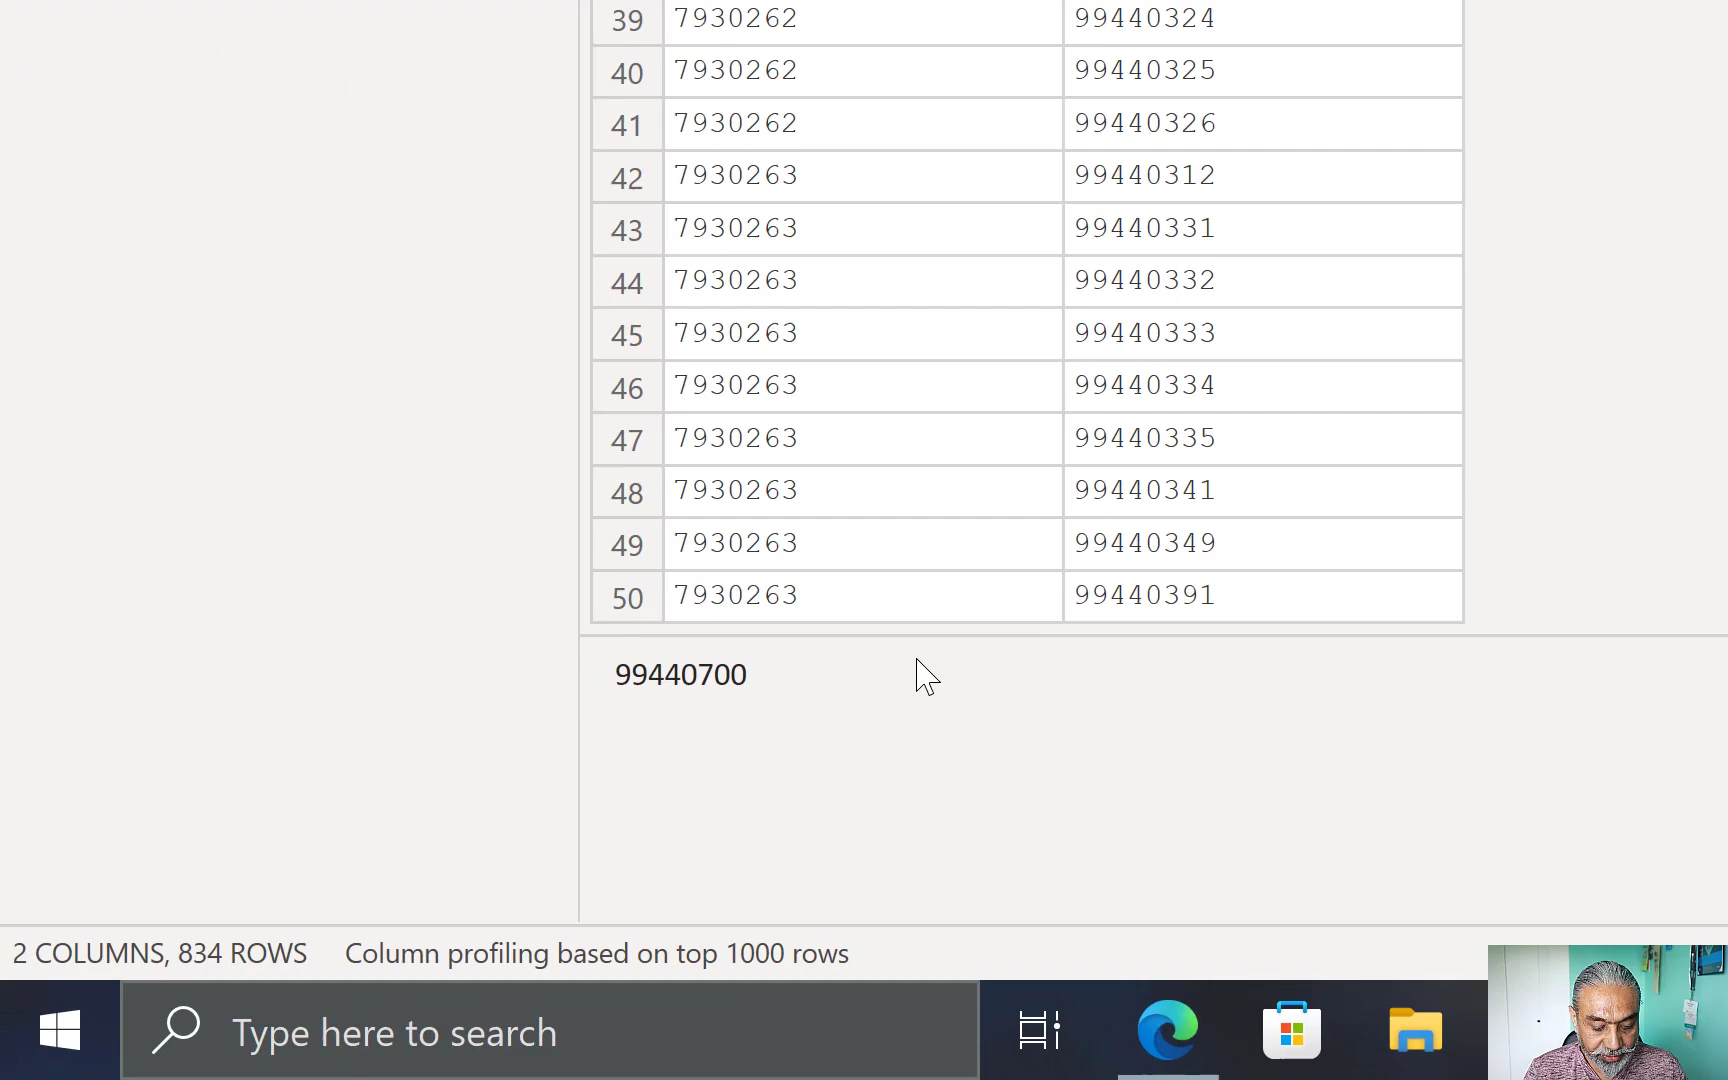 39 7930262 99440324
40 7930262 99440325
41 7930262 99440326
42 7930263 99440312
43 7930263 99440331
44 7930263 99440332
45 7930263 99440333
46 7930263 99440334
47 7930263 99440335
48 7930263 99440341
49 7930263 99440349
50 7930263 99440391
99440700
2 COLUMNS, 834 ROWS Column profiling based on top 1000 rows
Type here to search